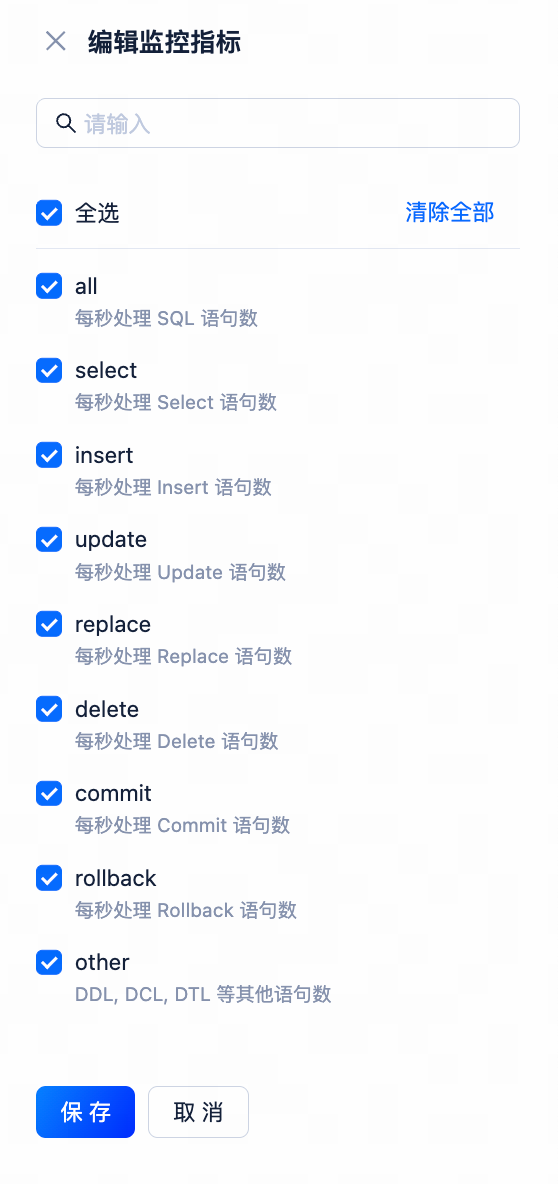 编辑监控指标
请输入
全选 清除全部
all
每秒处理 SQL 语句数
select
每秒处理 Select 语句数
insert
每秒处理 Insert 语句数
update
每秒处理 Update 语句数
replace
每秒处理 Replace 语句数
delete
每秒处理 Delete 语句数
commit
每秒处理 Commit 语句数
rollback
每秒处理 Rollback 语句数
other
DDL, DCL, DTL 等其他语句数
保存 取消